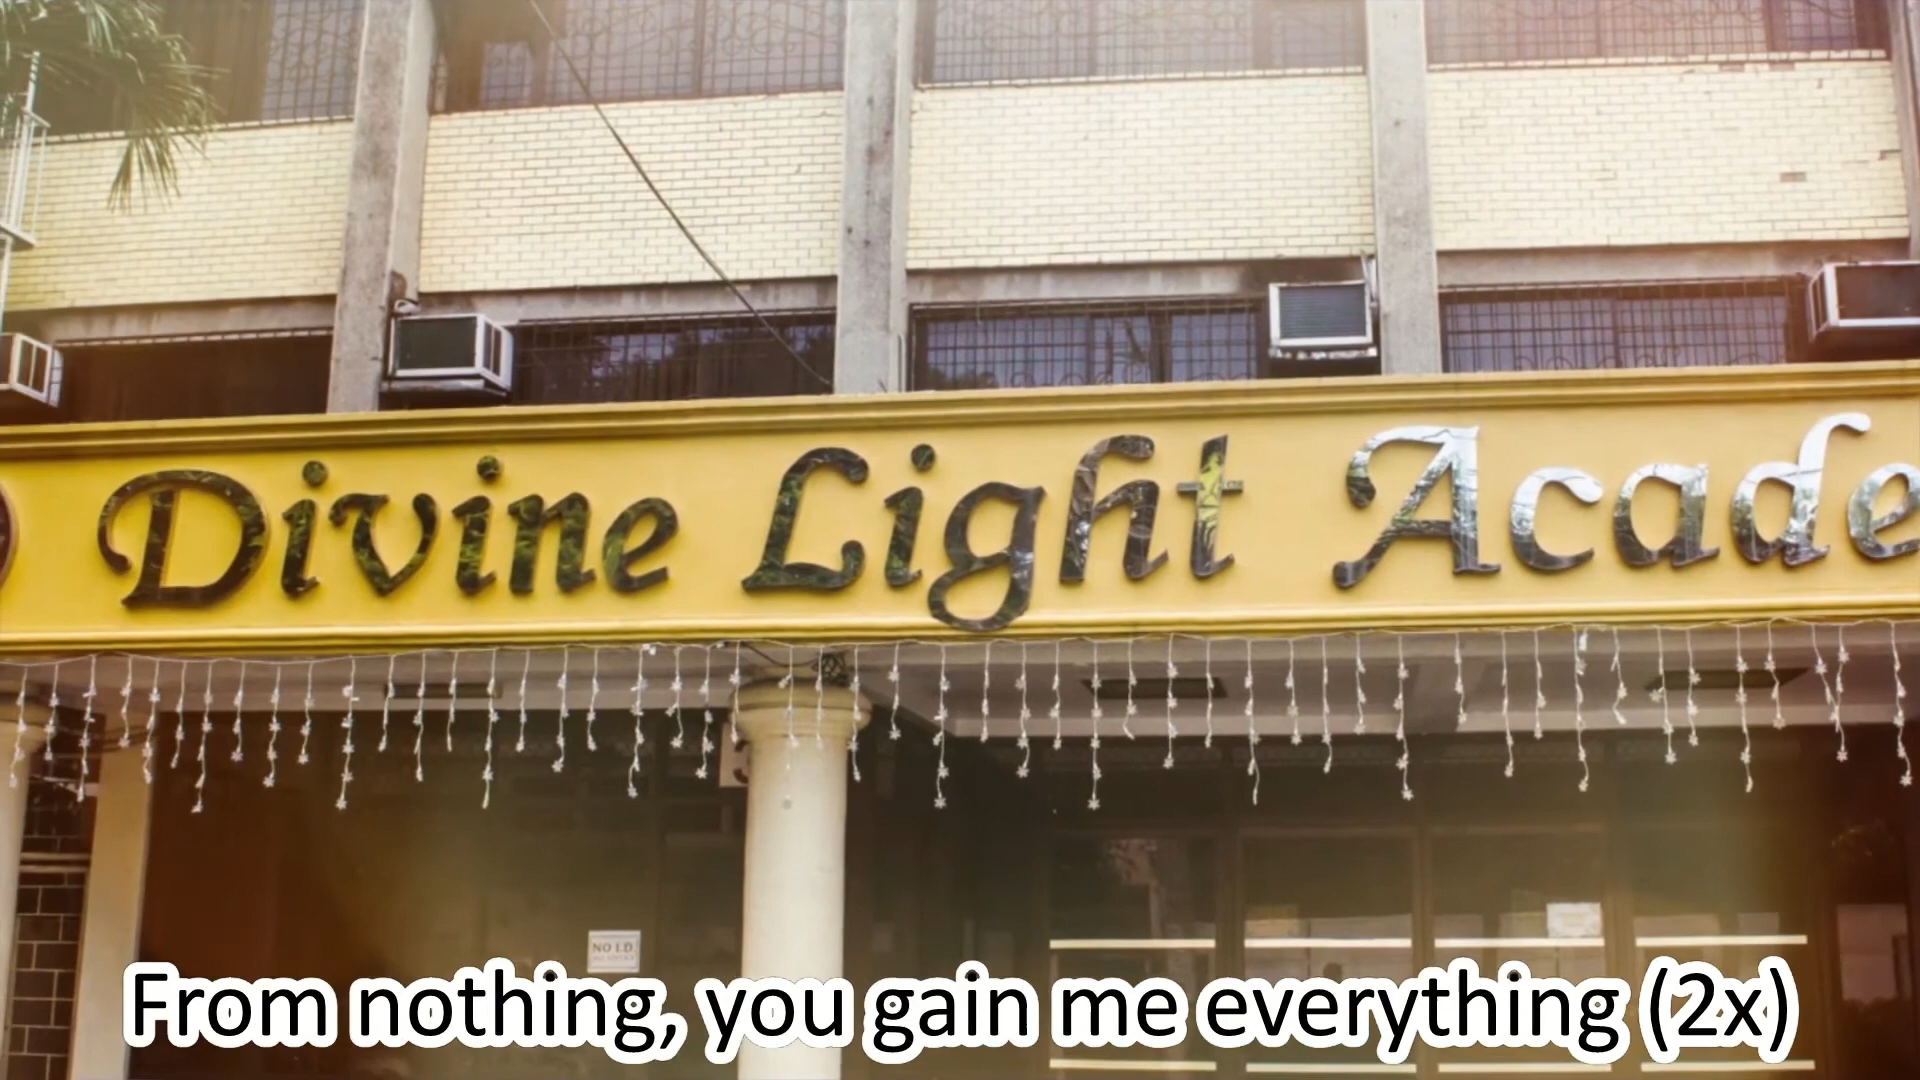 Divine Light Acade
NO I.D
From nothing, you gain me everything (2x)